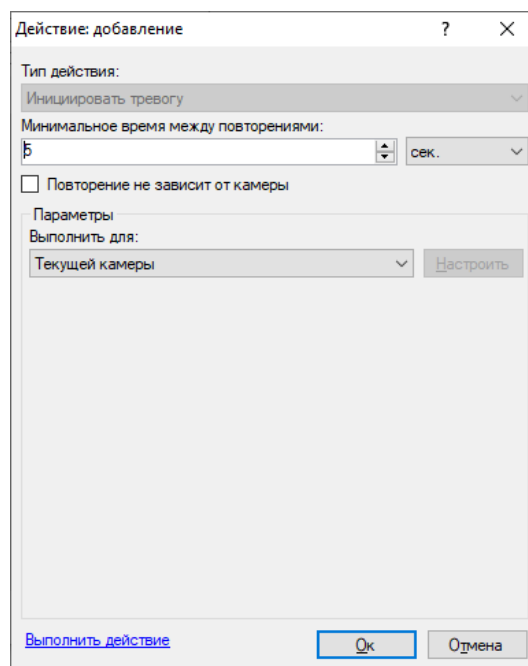 Действие: добавление ?
Тип действия:
Инициировать тревогу
Минимальное время между повторениями:
5 сек.
Повторение не зависит от камеры
Параметры
Выполнить для:
Текущей камеры Настроить
Выполнить действие Ок Отмена